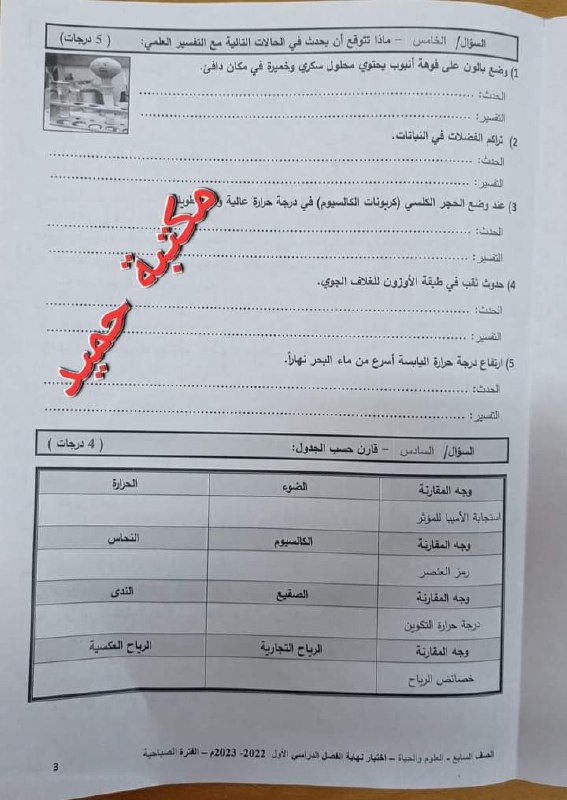 السؤال/ الخامس – ماذا تتوقع أن يحدث في الحالات التالية مع التفسير العلمي: ( 5 درجات)
1) وضع بالون على فوهة أنبوب يحتوي محلول سكري وخميرة في مكان دافئ.
الحدث:
التفسير:
2) تراكم الفضلات في النباتات.
الحدث:
التفسير:
3) عند وضع الحجر الكلسي (كربونات الكالسيوم) في درجة حرارة عالية
الحدث:
التفسير:
4) حدوث ثقب في طبقة الأوزون للغلاف الجوي.
الحدث:
التفسير:
5) ارتفاع درجة حرارة اليابسة أسرع من ماء البحر نهاراً.
الحدث:
التفسير:
مكتبة حميد
السؤال/ السادس – قارن حسب الجدول: ( 4 درجات )
وجه المقارنة الضوء الحرارة
استجابة الأميبا للمؤثر
وجه المقارنة الكالسيوم النحاس
رمز العنصر
وجه المقارنة الصقيع الندى
درجة حرارة التكوين
وجه المقارنة الرياح التجارية الرياح العكسية
خصائص الرياح
الصف السابع - العلوم والحياة – اختبار نهاية الفصل الدراسي الأول 2022- 2023م – الفترة الصباحية
3